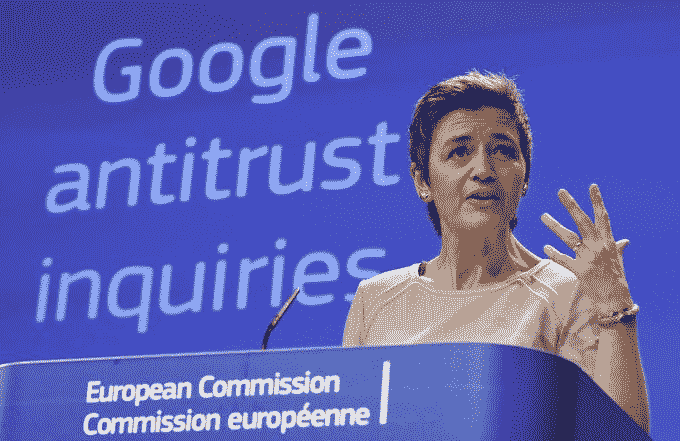 Google
antitrust
inquiries
European Commission
Commission européenne